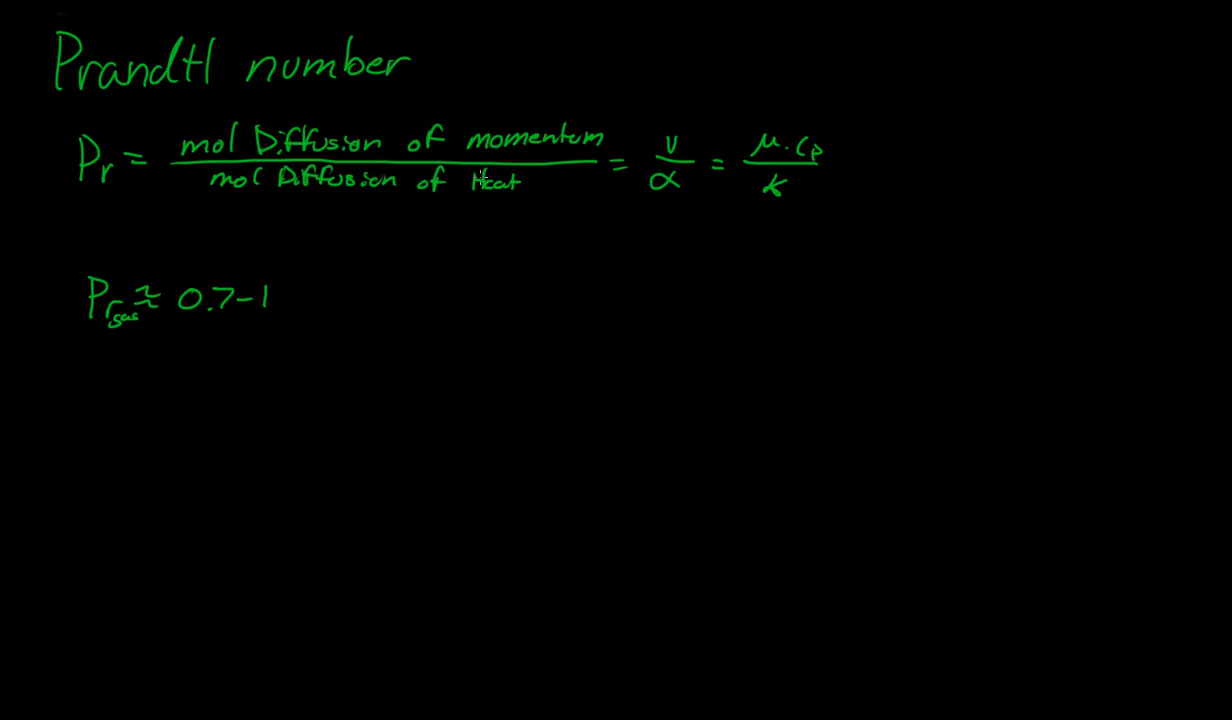 Prandtl number
Pr = mol Diffusion of momentum / mol Diffusion of Heat = ν / α = μ · Cp / k
Pr gas ≈ 0.7-1